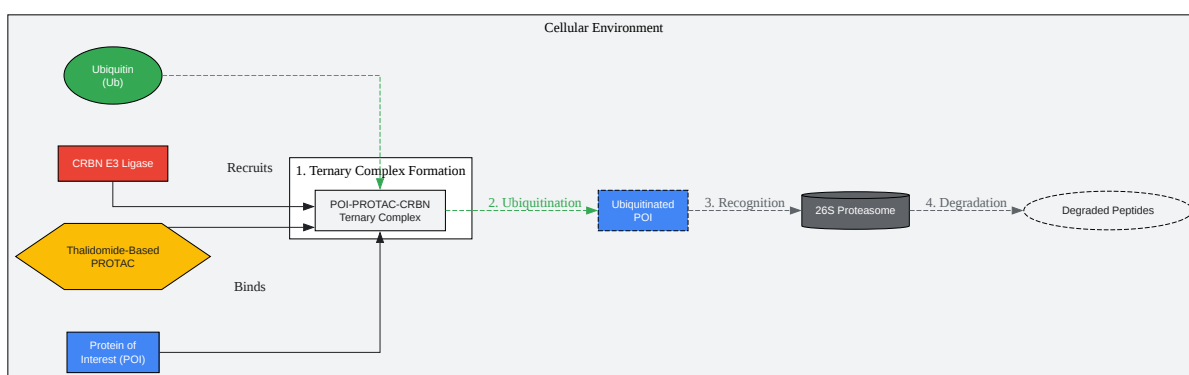 Cellular Environment
Ubiquitin
(Ub)
CRBN E3 Ligase
Recruits
1. Ternary Complex Formation
POI-PROTAC-CRBN
Ternary Complex
2. Ubiquitination
Ubiquitinated
POI
3. Recognition
26S Proteasome
4. Degradation
Degraded Peptides
Thalidomide-Based
PROTAC
Binds
Protein of
Interest (POI)